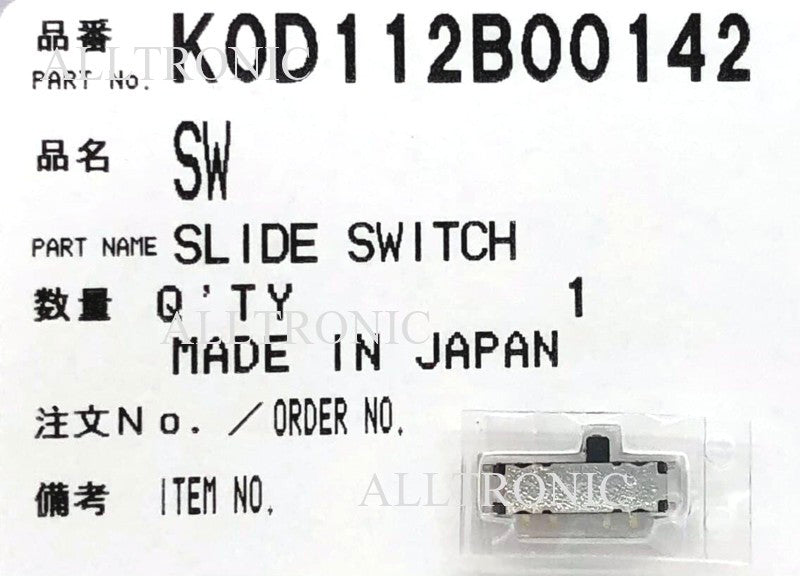 品番 K0D112B00142
PART No.
ALLTRONIC
品名 SW
PART NAME SLIDE SWITCH
数量 Q'TY 1
ALLTRONIC
MADE IN JAPAN
注文No.／ORDER NO.
備考 ITEM NO.
ALLTRONIC